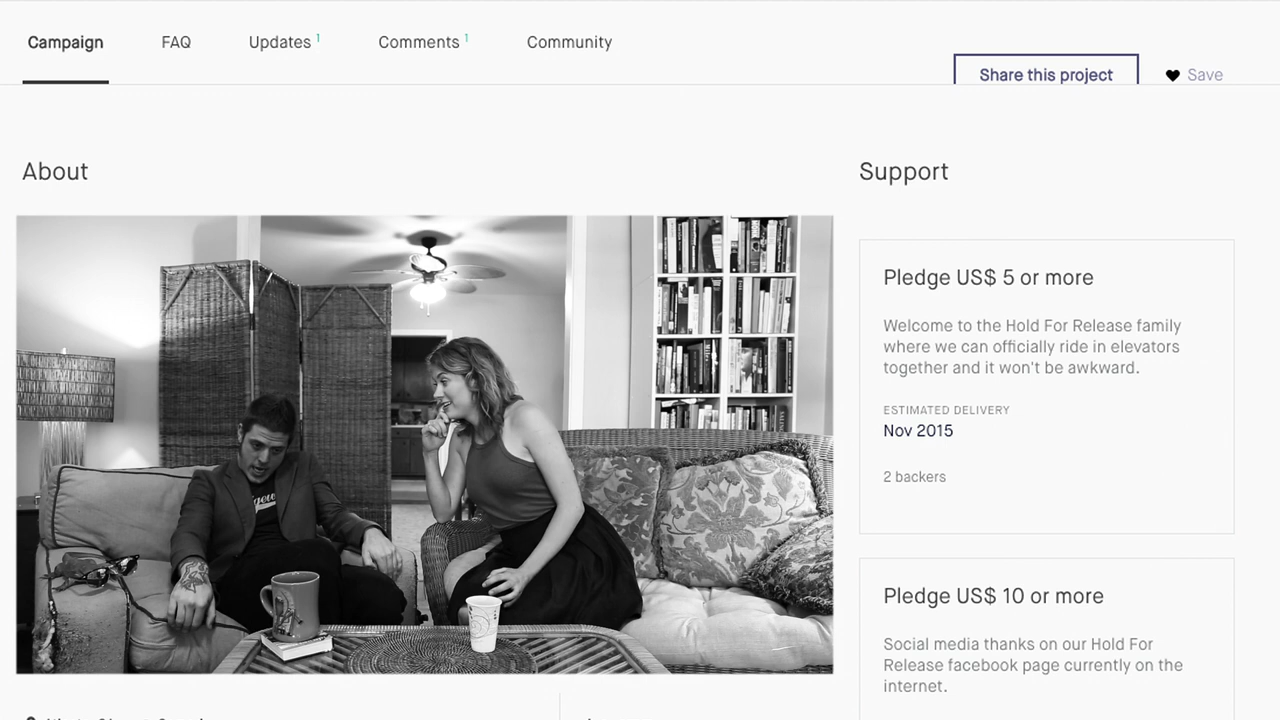 Campaign
FAQ
Updates 1
Comments 1
Community
Share this project
Save
About
Support
Pledge US$ 5 or more
Welcome to the Hold For Release family
where we can officially ride in elevators
together and it won't be awkward.
ESTIMATED DELIVERY
Nov 2015
2 backers
Pledge US$ 10 or more
Social media thanks on our Hold For
Release facebook page currently on the
internet.